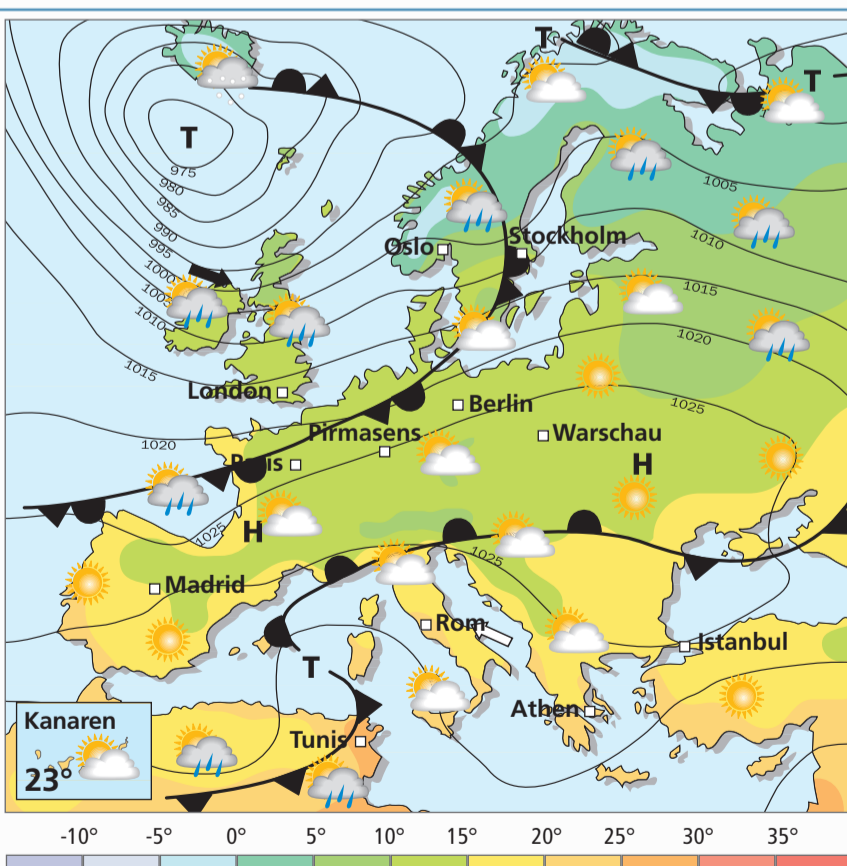 T
T
T
975
980
985
990
995
1000
1005
1010
1015
1005
1010
1015
1020
1025
Oslo
Stockholm
London
Berlin
Pirmasens
Warschau
1020
Paris
H
H
1025
1025
Madrid
Rom
Istanbul
T
Athen
Kanaren
23°
Tunis
-10° -5° 0° 5° 10° 15° 20° 25° 30° 35°